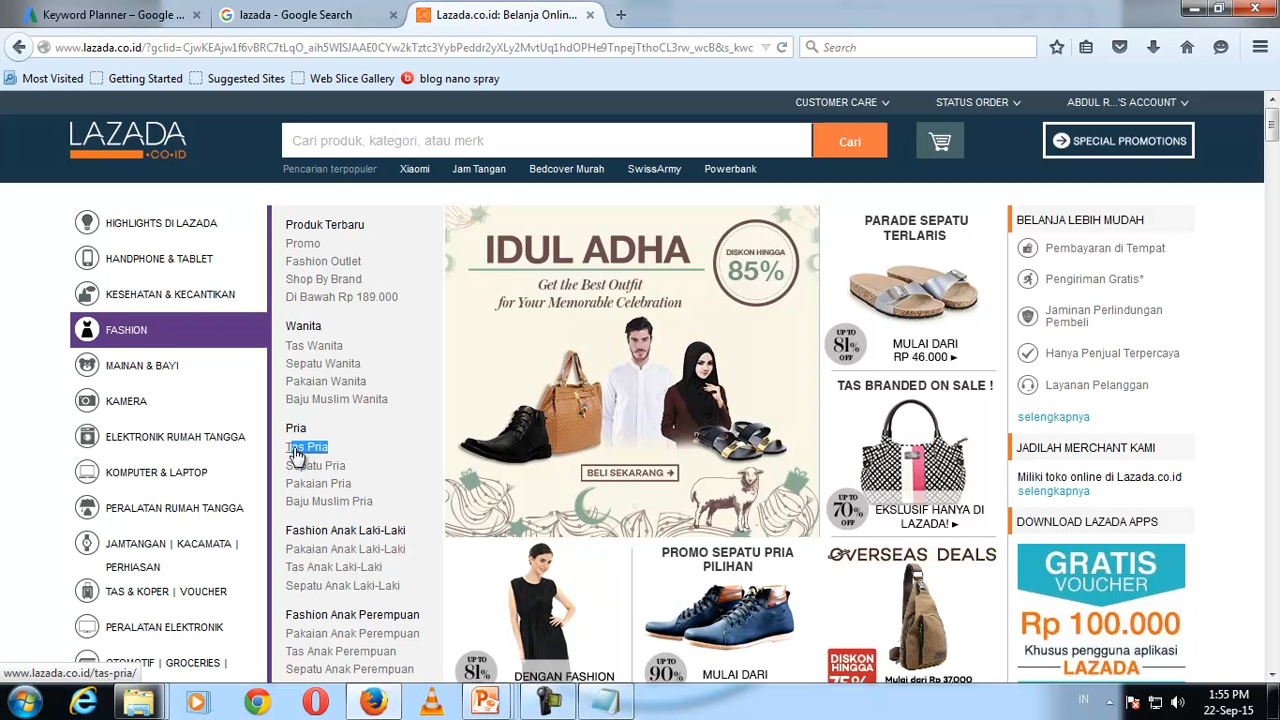 Keyword Planner – Google ...
lazada - Google Search
Lazada.co.id: Belanja Onlin...
www.lazada.co.id/?gclid=CjwKEAjw1f6vBRC7tLqO_aih5WISJAAE0CYw2kTztc3YybPeddr2yXLy2MvtUq1hdOPHe9TnpejTthoCL3rw_wcB&s_kwc
Search
Most Visited
Getting Started
Suggested Sites
Web Slice Gallery
blog nano spray
CUSTOMER CARE
STATUS ORDER
ABDUL R...'S ACCOUNT
LAZADA
.CO.ID
Cari produk, kategori, atau merk
Cari
SPECIAL PROMOTIONS
Pencarian terpopuler
Xiaomi
Jam Tangan
Bedcover Murah
SwissArmy
Powerbank
HIGHLIGHTS DI LAZADA
HANDPHONE & TABLET
KESEHATAN & KECANTIKAN
FASHION
MAINAN & BAYI
KAMERA
ELEKTRONIK RUMAH TANGGA
KOMPUTER & LAPTOP
PERALATAN RUMAH TANGGA
JAMTANGAN | KACAMATA |
PERHIASAN
TAS & KOPER | VOUCHER
PERALATAN ELEKTRONIK
OTOMOTIF | GROCERIES |
Produk Terbaru
Promo
Fashion Outlet
Shop By Brand
Di Bawah Rp 189.000
Wanita
Tas Wanita
Sepatu Wanita
Pakaian Wanita
Baju Muslim Wanita
Pria
Tas Pria
Sepatu Pria
Pakaian Pria
Baju Muslim Pria
Fashion Anak Laki-Laki
Pakaian Anak Laki-Laki
Tas Anak Laki-Laki
Sepatu Anak Laki-Laki
Fashion Anak Perempuan
Pakaian Anak Perempuan
Tas Anak Perempuan
Sepatu Anak Perempuan
IDUL ADHA
Get the Best Outfit
for Your Memorable Celebration
DISKON HINGGA
85%
BELI SEKARANG
PARADE SEPATU
TERLARIS
UP TO
81%
OFF
MULAI DARI
RP 46.000
TAS BRANDED ON SALE !
UP TO
70%
OFF
EKSLUSIF HANYA DI
LAZADA!
UP TO
81%
DENGAN FASHION
PROMO SEPATU PRIA
PILIHAN
UP TO
90%
MULAI DARI
OVERSEAS DEALS
DISKON
HINGGA
75%
Mulai dari Rp 37.000
BELANJA LEBIH MUDAH
Pembayaran di Tempat
Pengiriman Gratis*
Jaminan Perlindungan
Pembeli
Hanya Penjual Terpercaya
Layanan Pelanggan
selengkapnya
JADILAH MERCHANT KAMI
Miliki toko online di Lazada.co.id
selengkapnya
DOWNLOAD LAZADA APPS
GRATIS
VOUCHER
Rp 100.000
Khusus pengguna aplikasi
LAZADA
www.lazada.co.id/tas-pria/
IN
1:55 PM
22-Sep-15